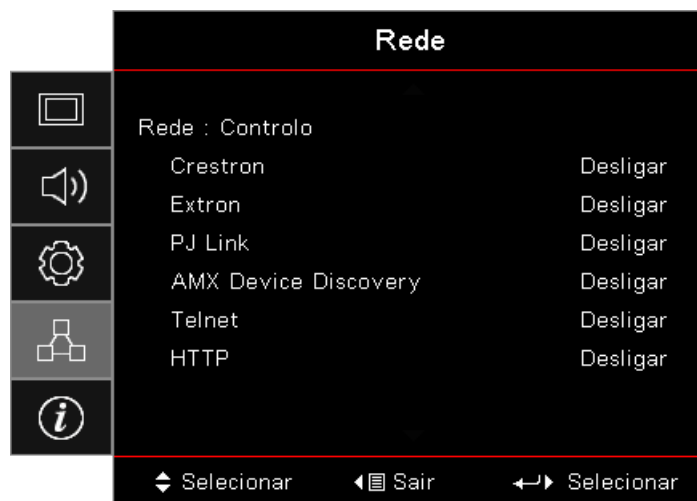 Rede
Rede : Controlo
Crestron Desligar
Extron Desligar
PJ Link Desligar
AMX Device Discovery Desligar
Telnet Desligar
HTTP Desligar
Selecionar Sair Selecionar